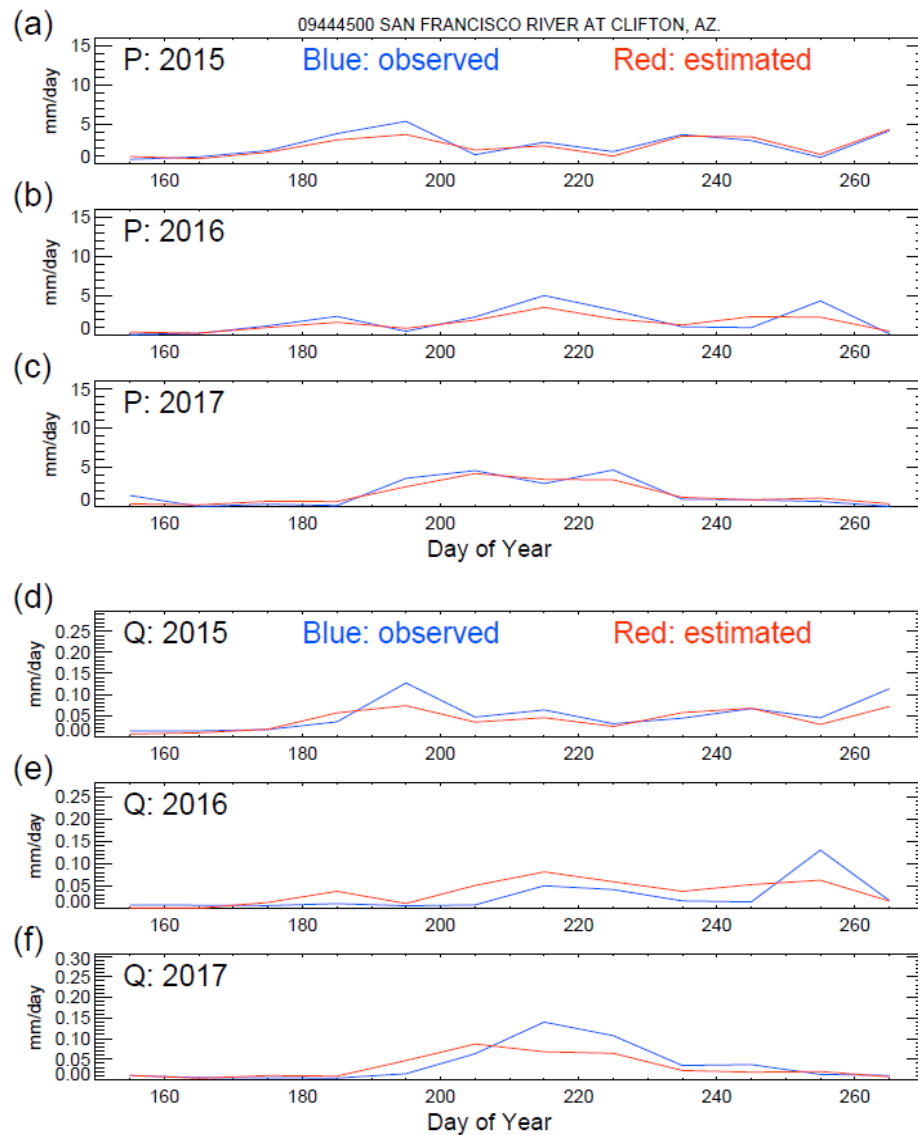 (a)
09444500 SAN FRANCISCO RIVER AT CLIFTON, AZ.
mm/day
15
10
5
0
P: 2015
Blue: observed
Red: estimated
160 180 200 220 240 260
(b)
mm/day
15
10
5
0
P: 2016
160 180 200 220 240 260
(c)
mm/day
15
10
5
0
P: 2017
160 180 200 220 240 260
Day of Year
(d)
mm/day
0.25
0.20
0.15
0.10
0.05
0.00
Q: 2015
Blue: observed
Red: estimated
160 180 200 220 240 260
(e)
mm/day
0.25
0.20
0.15
0.10
0.05
0.00
Q: 2016
160 180 200 220 240 260
(f)
mm/day
0.30
0.25
0.20
0.15
0.10
0.05
0.00
Q: 2017
160 180 200 220 240 260
Day of Year